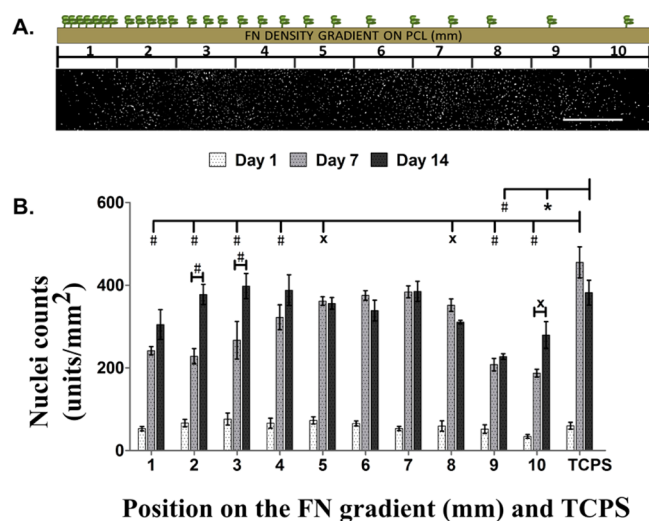 A.
FN DENSITY GRADIENT ON PCL (mm)
1 2 3 4 5 6 7 8 9 10
Day 1 Day 7 Day 14
B.
Nuclei counts
(units/mm²)
600
400
200
0
# *
# # # # x x # #
# # x
1 2 3 4 5 6 7 8 9 10 TCPS
Position on the FN gradient (mm) and TCPS